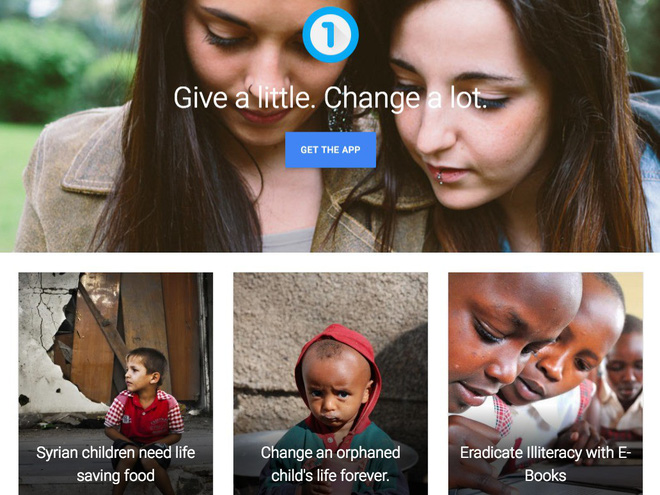 1
Give a little. Change a lot.
GET THE APP
Syrian children need life
saving food
Change an orphaned
child's life forever.
Eradicate Illiteracy with E-
Books